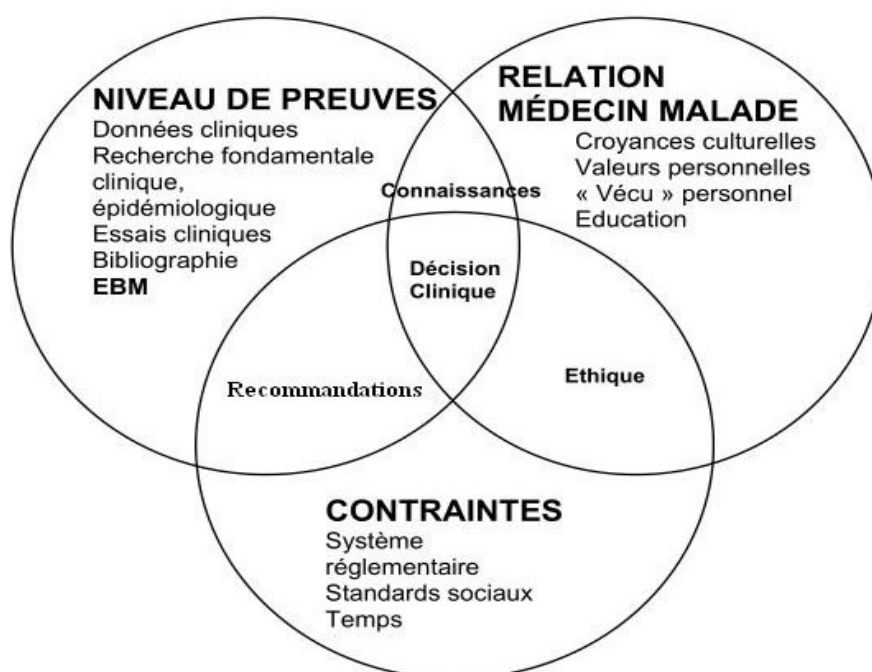 NIVEAU DE PREUVES
Données cliniques
Recherche fondamentale
clinique,
épidémiologique
Essais cliniques
Bibliographie
EBM
RELATION
MÉDECIN MALADE
Croyances culturelles
Valeurs personnelles
« Vécu » personnel
Education
Connaissances
Décision
Clinique
Recommandations
Ethique
CONTRAINTES
Système
réglementaire
Standards sociaux
Temps